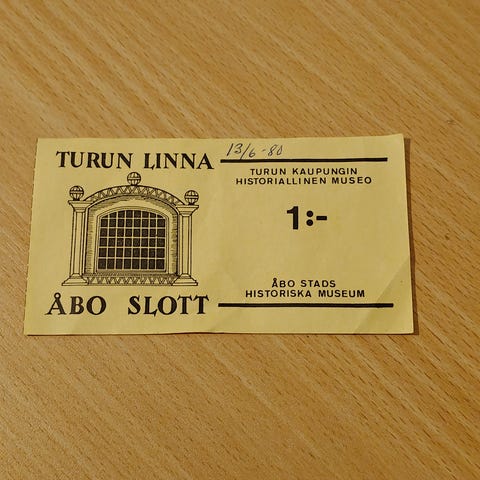 TURUN LINNA
ÅBO SLOTT
13/6-80
TURUN KAUPUNGIN
HISTORIALLINEN MUSEO
1:-
ÅBO STADS
HISTORISKA MUSEUM